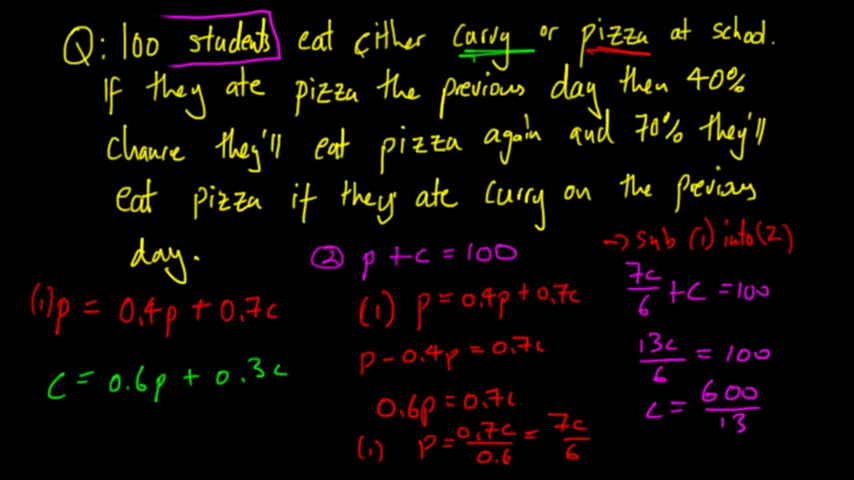 Q: 100 students eat either curry or pizza at school.
If they ate pizza the previous day then 40%
chance they'll eat pizza again and 70% they'll
eat pizza if they ate curry on the previous
day.
(1) p = 0.4p + 0.7c
c = 0.6p + 0.3c
② p + c = 100
(1) p = 0.4p + 0.7c
p - 0.4p = 0.7c
0.6p = 0.7c
(1) p = 0.7c/0.6 = 7c/6
→ sub (1) into (2)
7c/6 + c = 100
13c/6 = 100
c = 600/13